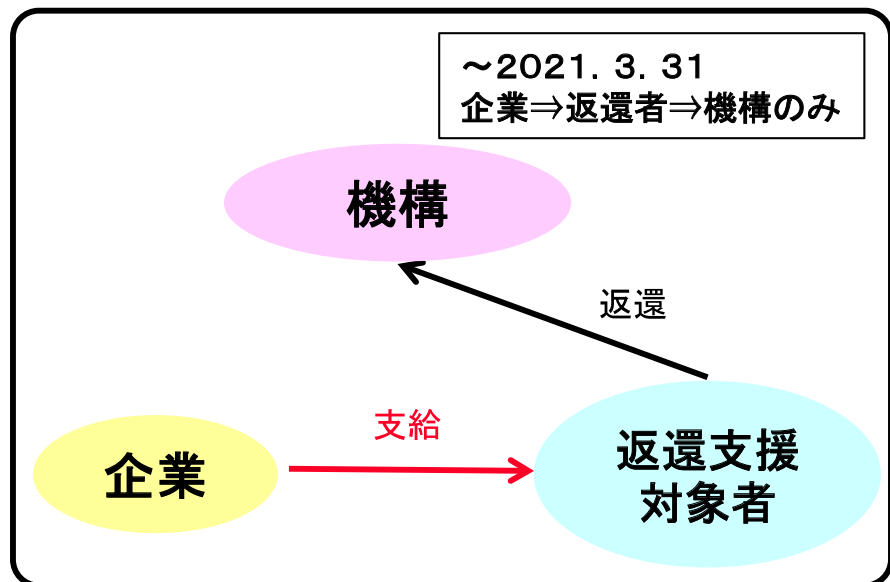 ～2021. 3. 31
企業⇒返還者⇒機構のみ
機構
返還
支給
企業
返還支援
対象者